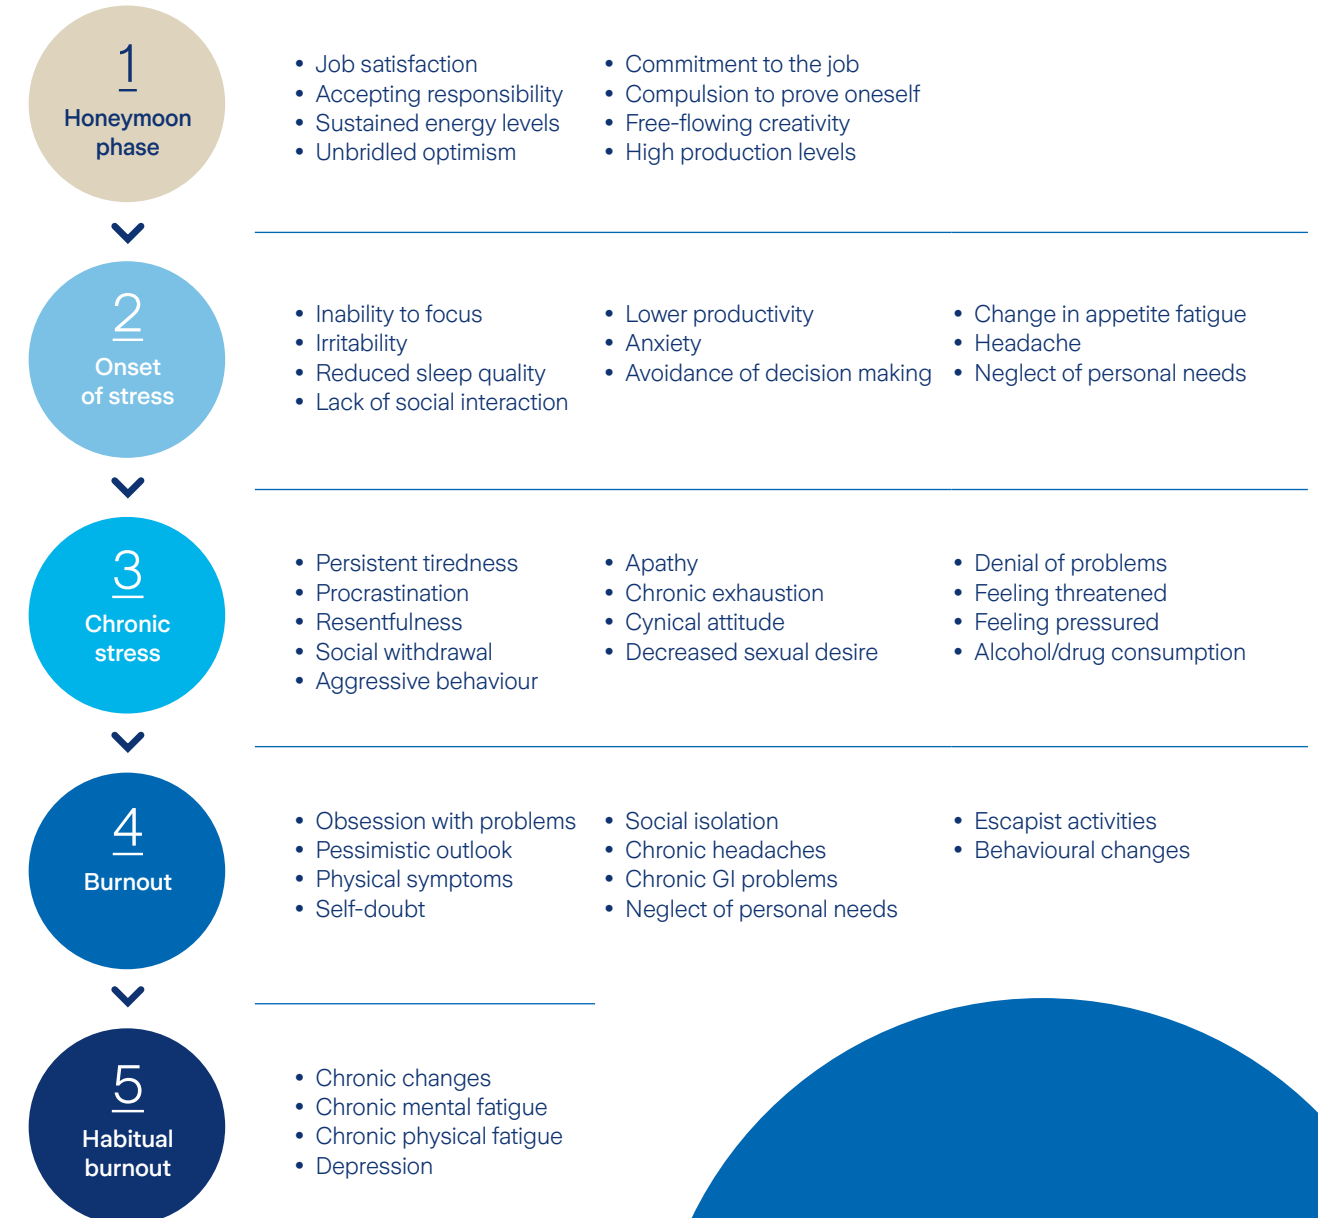 1
Honeymoon
phase
• Job satisfaction
• Accepting responsibility
• Sustained energy levels
• Unbridled optimism
• Commitment to the job
• Compulsion to prove oneself
• Free-flowing creativity
• High production levels
2
Onset
of stress
• Inability to focus
• Irritability
• Reduced sleep quality
• Lack of social interaction
• Lower productivity
• Anxiety
• Avoidance of decision making
• Change in appetite fatigue
• Headache
• Neglect of personal needs
3
Chronic
stress
• Persistent tiredness
• Procrastination
• Resentfulness
• Social withdrawal
• Aggressive behaviour
• Apathy
• Chronic exhaustion
• Cynical attitude
• Decreased sexual desire
• Denial of problems
• Feeling threatened
• Feeling pressured
• Alcohol/drug consumption
4
Burnout
• Obsession with problems
• Pessimistic outlook
• Physical symptoms
• Self-doubt
• Social isolation
• Chronic headaches
• Chronic GI problems
• Neglect of personal needs
• Escapist activities
• Behavioural changes
5
Habitual
burnout
• Chronic changes
• Chronic mental fatigue
• Chronic physical fatigue
• Depression